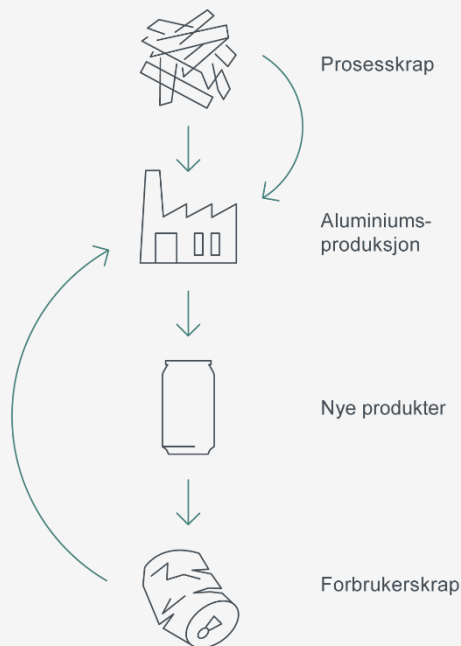 Prosesskrap
Aluminiums-
produksjon
Nye produkter
Forbrukerskrap